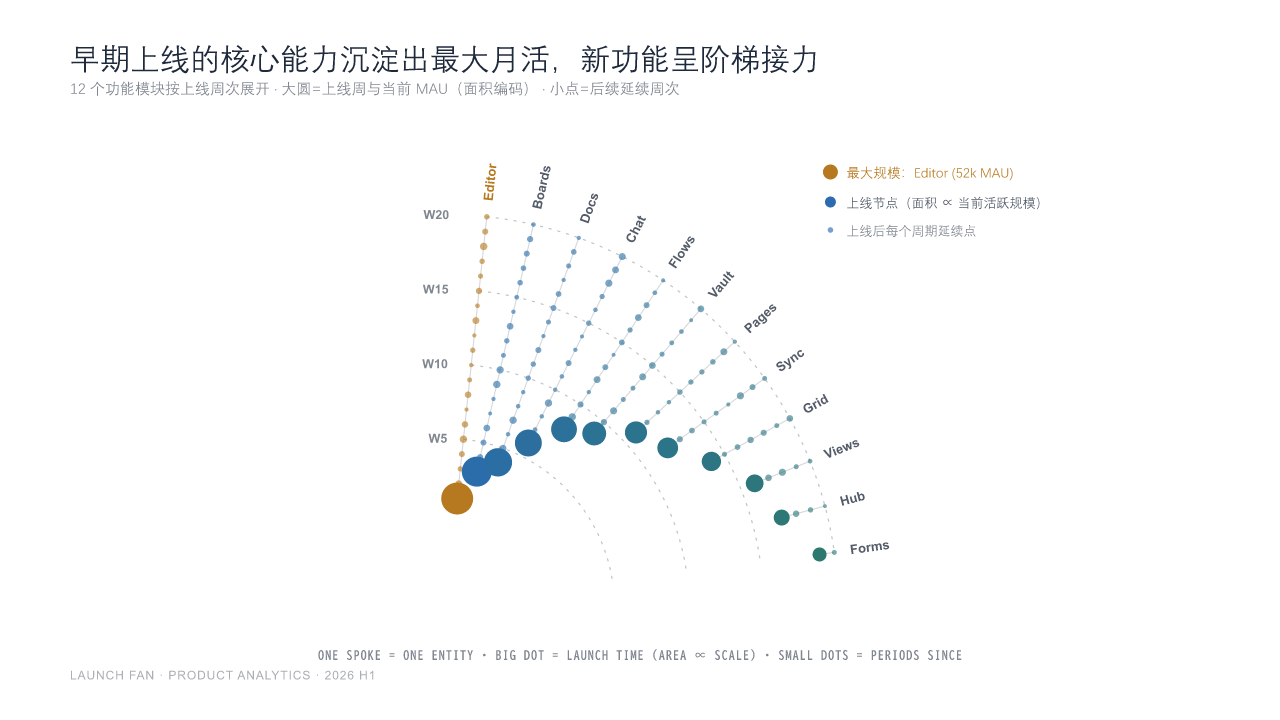 早期上线的核心能力沉淀出最大月活，新功能呈阶梯接力
12 个功能模块按上线周次展开 · 大圆=上线周与当前 MAU（面积编码） · 小点=后续延续周次
最大规模：Editor (52k MAU)
上线节点（面积 ∝ 当前活跃规模）
上线后每个周期延续点
Editor
Boards
Docs
Chat
Flows
Vault
Pages
Sync
Grid
Views
Hub
Forms
W20
W15
W10
W5
ONE SPOKE = ONE ENTITY · BIG DOT = LAUNCH TIME (AREA ∝ SCALE) · SMALL DOTS = PERIODS SINCE
LAUNCH FAN · PRODUCT ANALYTICS · 2026 H1